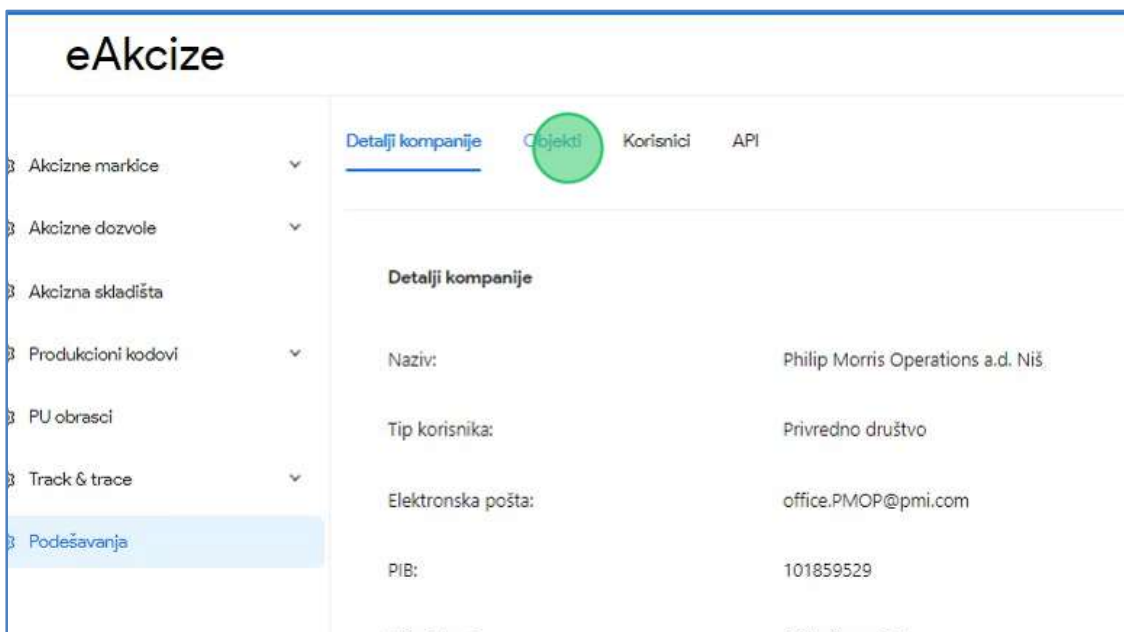 eAkcize
Detalji kompanije Objekti Korisnici API
Akcizne markice
Akcizne dozvole
Akcizna skladišta
Produkcioni kodovi
PU obrasci
Track & trace
Podešavanja
Detalji kompanije
Naziv: Philip Morris Operations a.d. Niš
Tip korisnika: Privredno društvo
Elektronska pošta: office.PMOP@pmi.com
PIB: 101859529